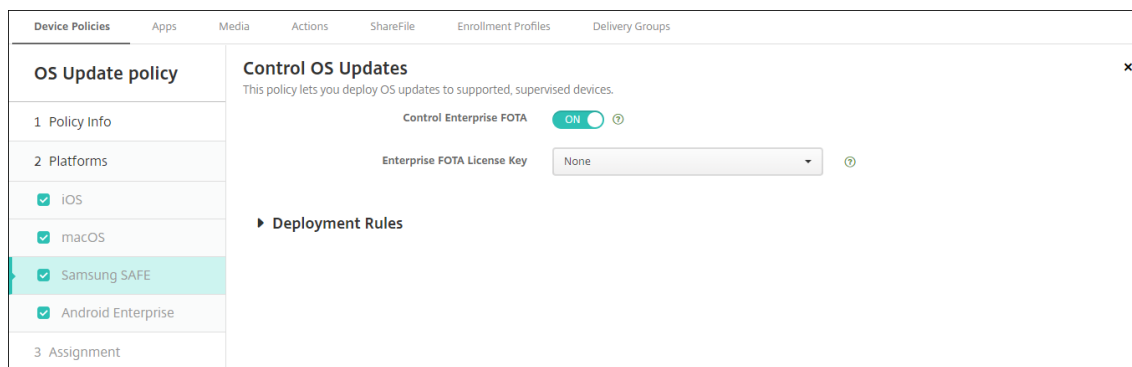 Device Policies Apps Media Actions ShareFile Enrollment Profiles Delivery Groups
OS Update policy
1 Policy Info
2 Platforms
iOS
macOS
Samsung SAFE
Android Enterprise
3 Assignment
Control OS Updates
This policy lets you deploy OS updates to supported, supervised devices.
Control Enterprise FOTA ON ?
Enterprise FOTA License Key None ?
Deployment Rules